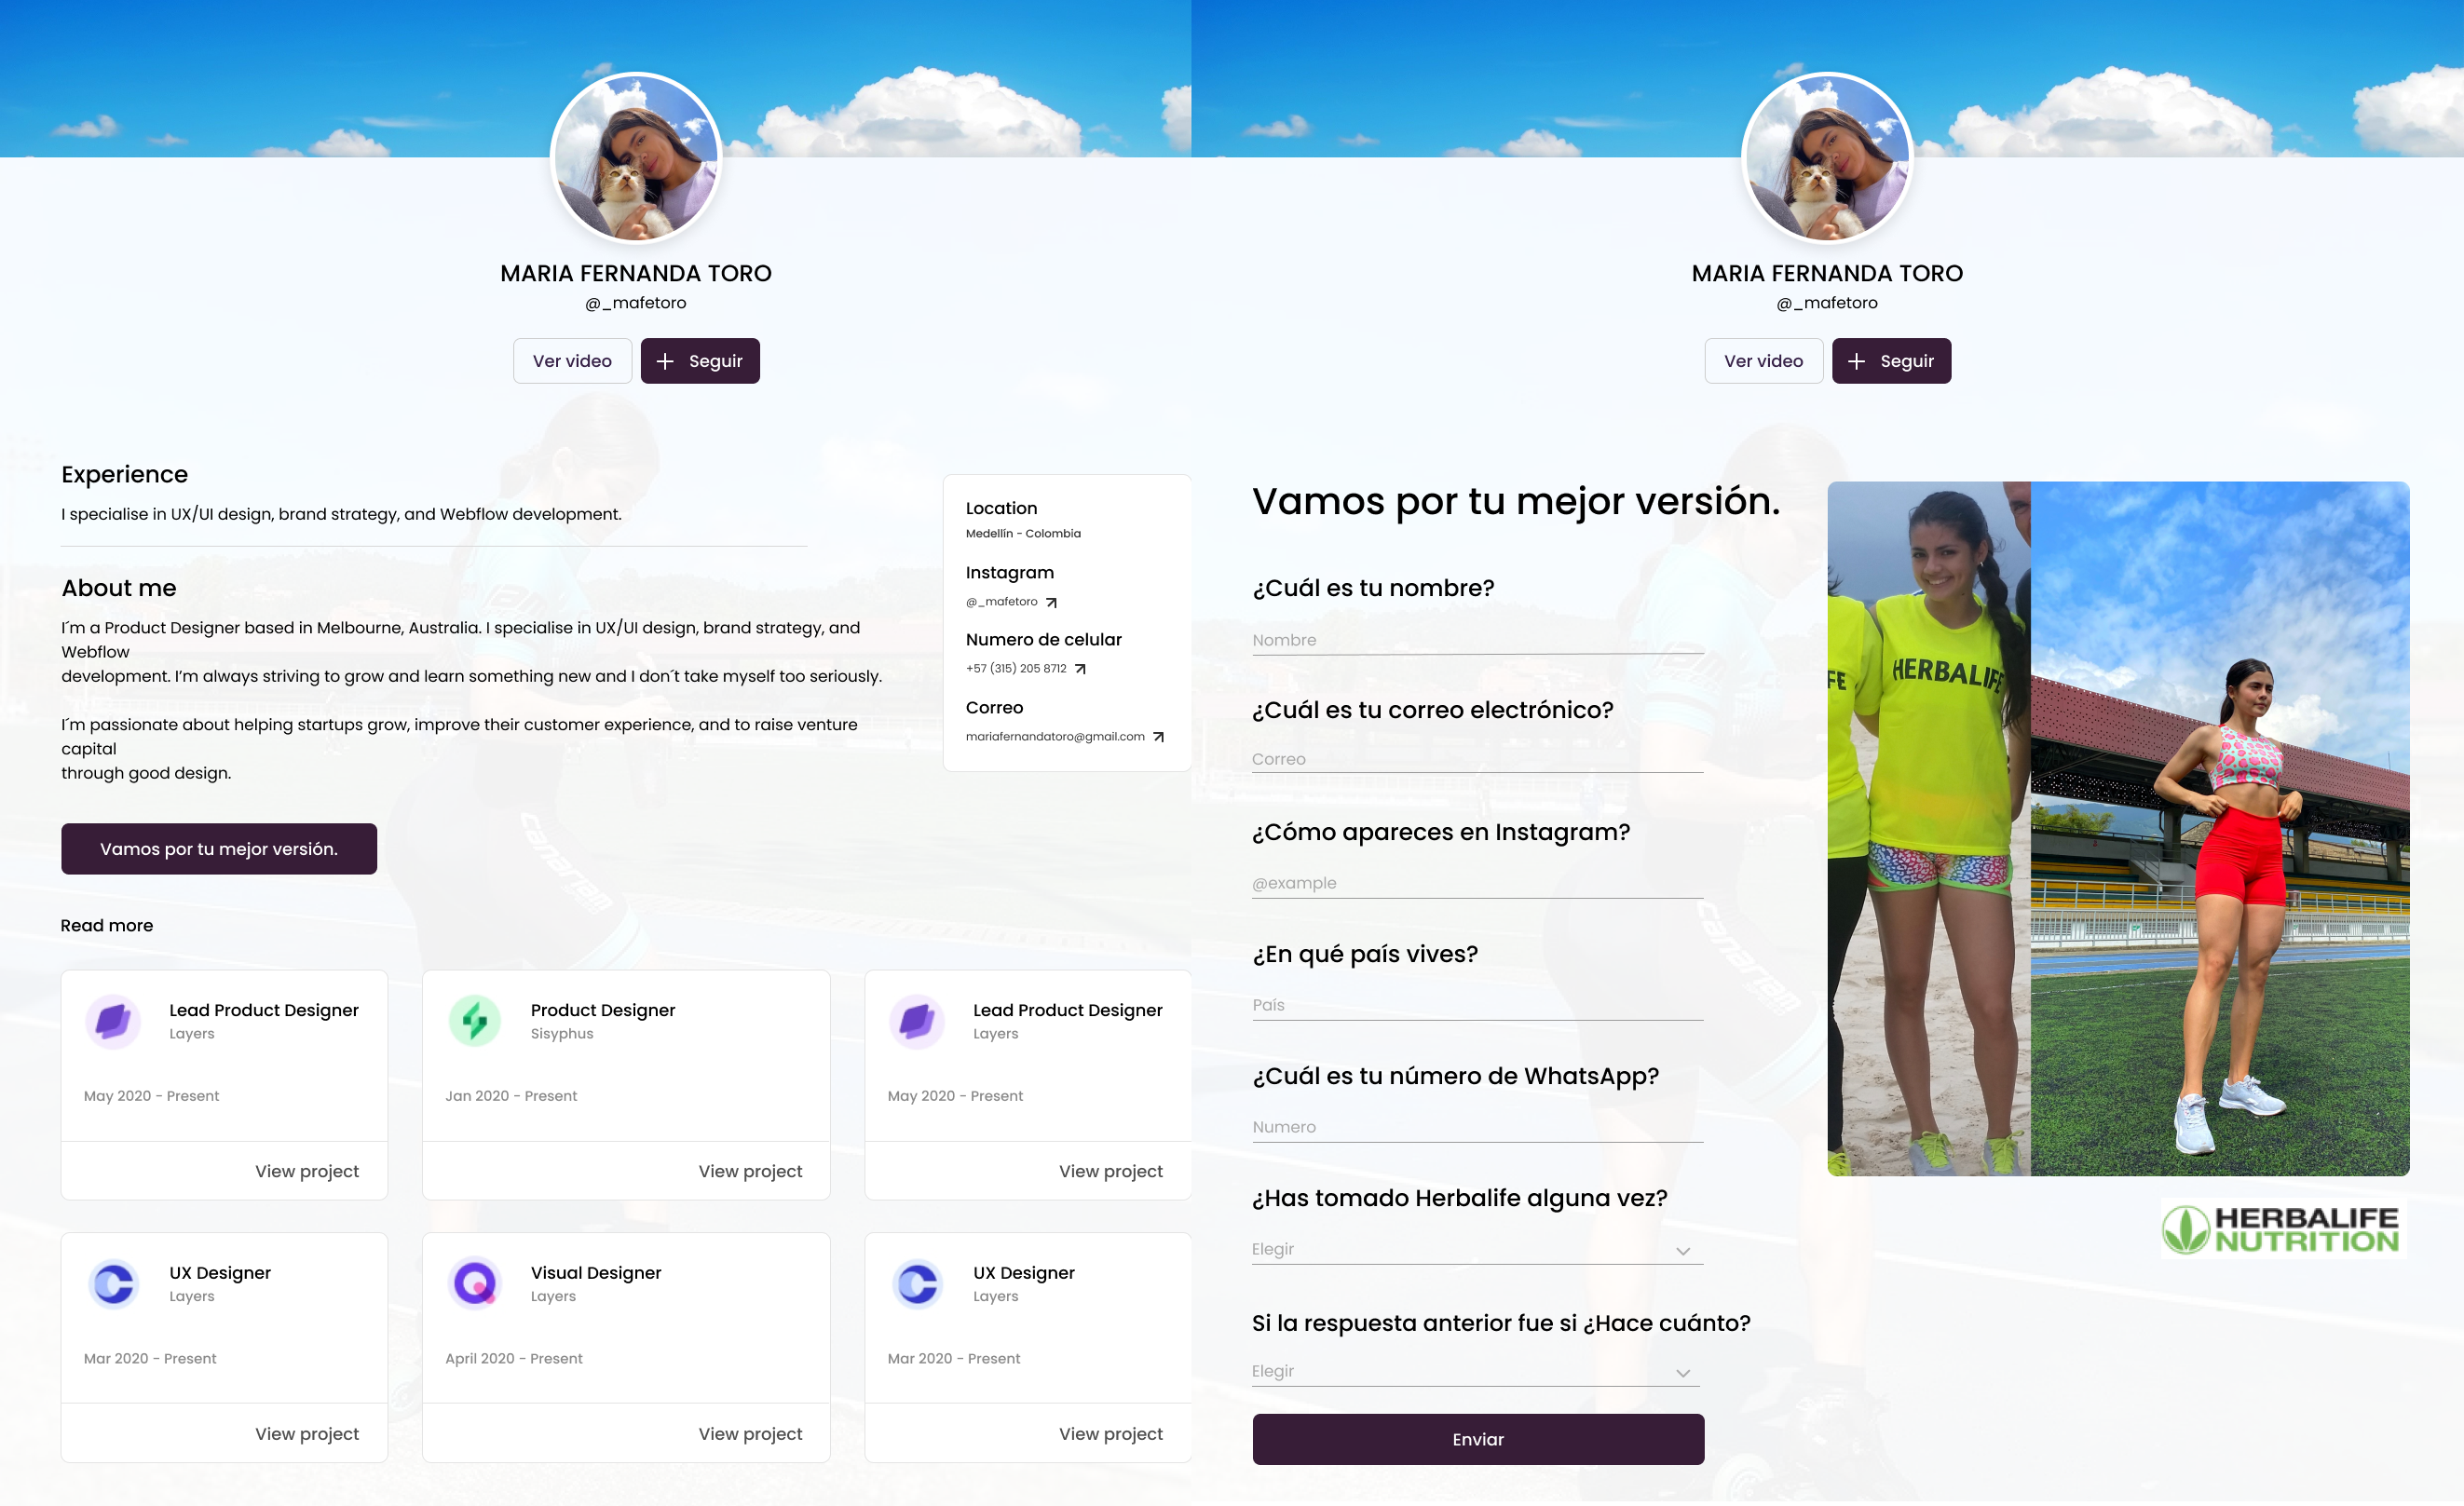 MARIA FERNANDA TORO
@_mafetoro
Ver video
+ Seguir
Experience
I specialise in UX/UI design, brand strategy, and Webflow development.
About me
I´m a Product Designer based in Melbourne, Australia. I specialise in UX/UI design, brand strategy, and
Webflow
development. I’m always striving to grow and learn something new and I don´t take myself too seriously.
I´m passionate about helping startups grow, improve their customer experience, and to raise venture
capital
through good design.
Vamos por tu mejor versión.
Location
Medellín - Colombia
Instagram
@_mafetoro
Numero de celular
+57 (315) 205 8712
Correo
mariafernandatoro@gmail.com
Read more
Lead Product Designer
Layers
May 2020 - Present
View project
Product Designer
Sisyphus
Jan 2020 - Present
View project
Lead Product Designer
Layers
May 2020 - Present
View project
UX Designer
Layers
Mar 2020 - Present
View project
Visual Designer
Layers
April 2020 - Present
View project
UX Designer
Layers
Mar 2020 - Present
View project
canariam
MARIA FERNANDA TORO
@_mafetoro
Ver video
+ Seguir
Vamos por tu mejor versión.
¿Cuál es tu nombre?
Nombre
¿Cuál es tu correo electrónico?
Correo
¿Cómo apareces en Instagram?
@example
¿En qué país vives?
País
¿Cuál es tu número de WhatsApp?
Numero
¿Has tomado Herbalife alguna vez?
Elegir
Si la respuesta anterior fue si ¿Hace cuánto?
Elegir
Enviar
canariam
FE
HERBALIFE
HERBALIFE
NUTRITION